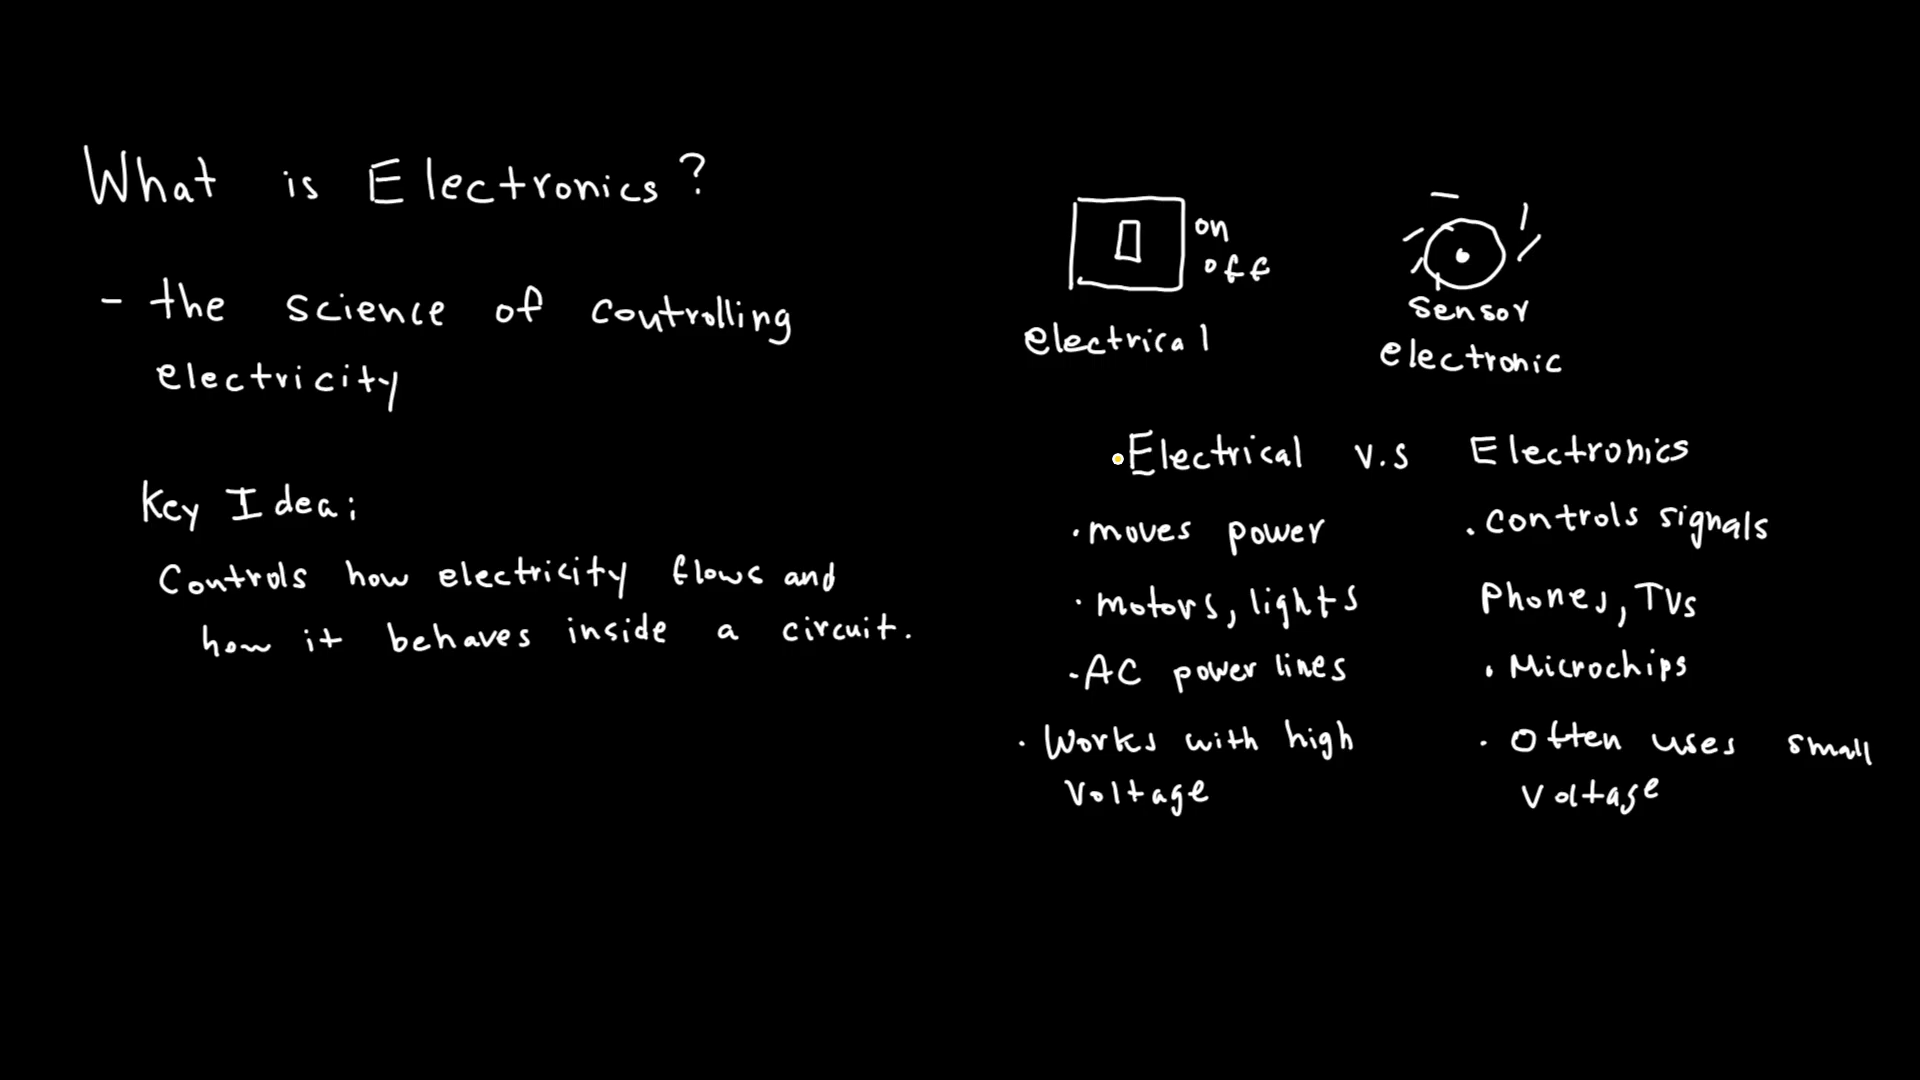 What is Electronics?
- the science of controlling
electricity
Key Idea:
Controls how electricity flows and
how it behaves inside a circuit.
on
off
electrical
sensor
electronic
• Electrical v.s Electronics
• moves power
• controls signals
• motors, lights
Phones, TVs
• AC power lines
• Microchips
• Works with high
voltage
• Often uses small
voltage